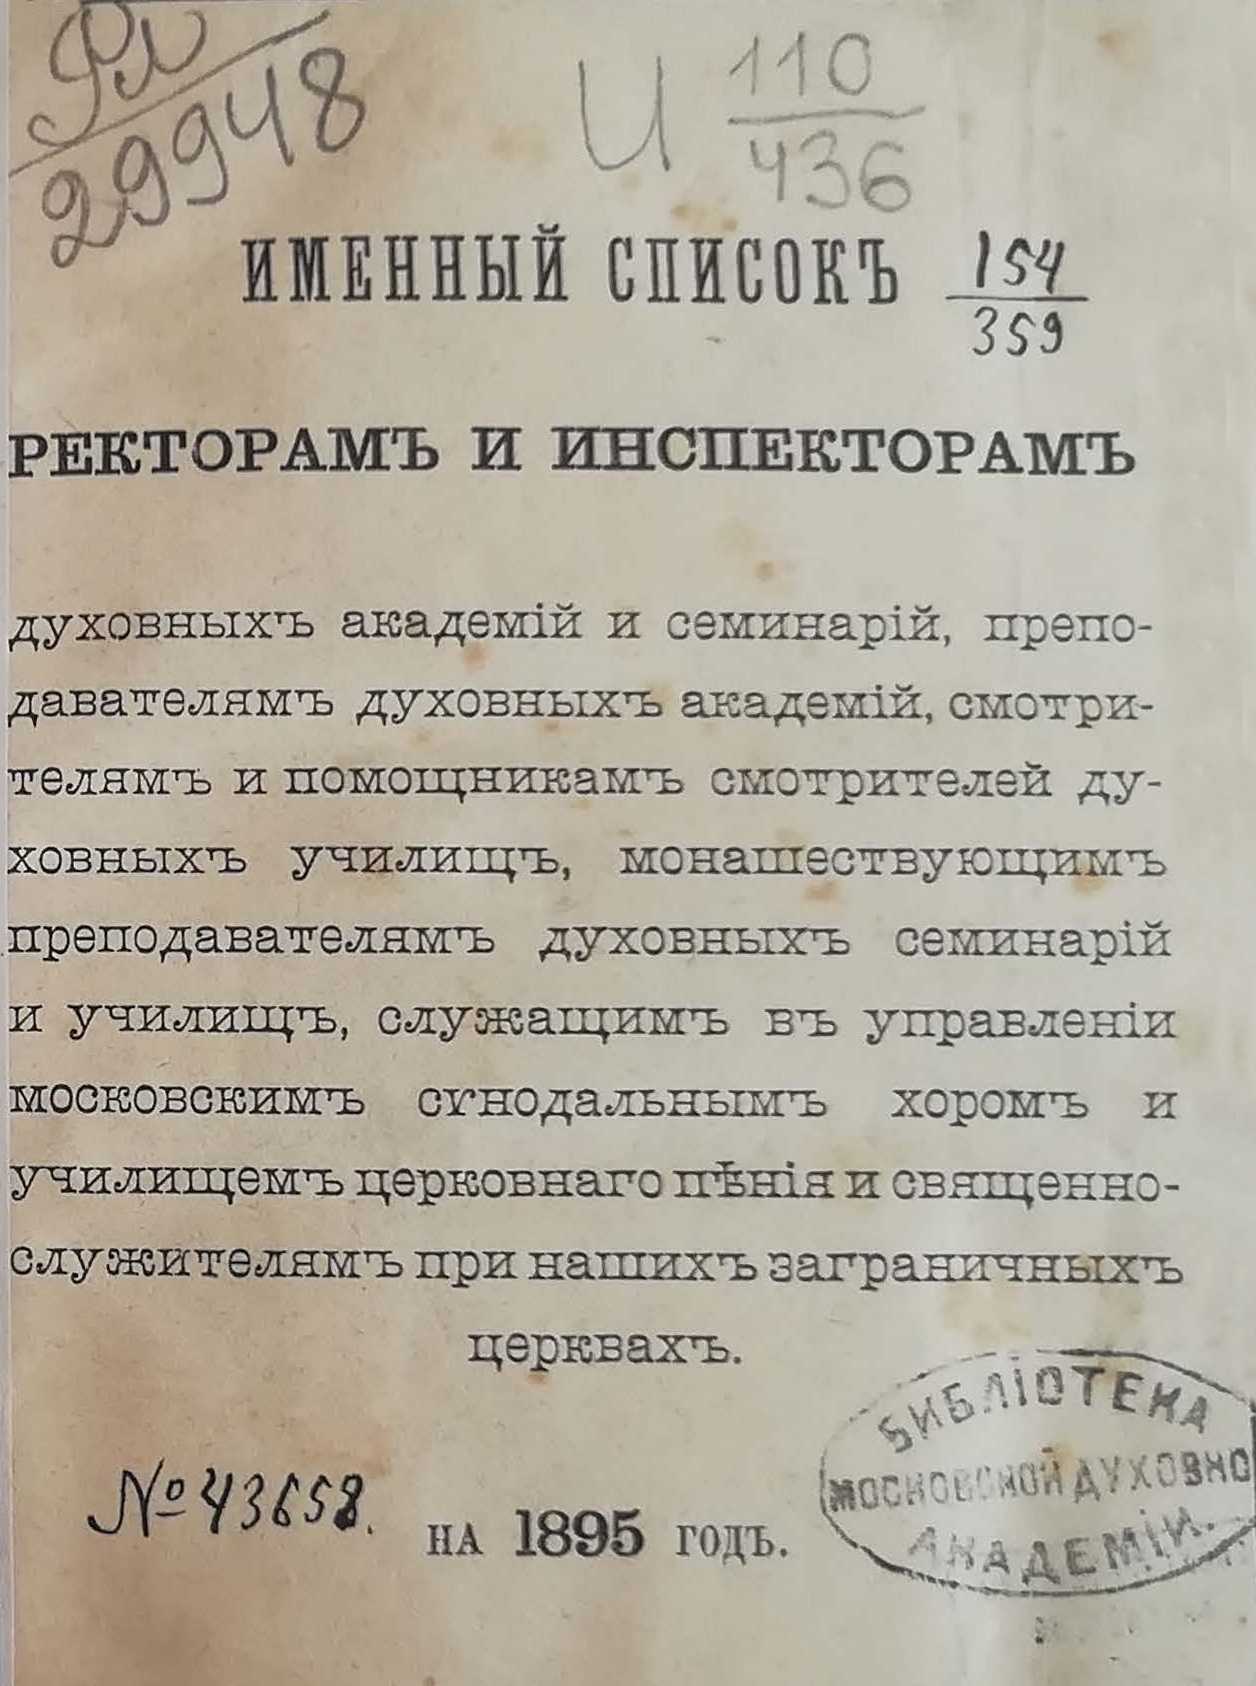 Фл
29948
И 110
436
ИМЕННЫЙ СПИСОКЪ 154
359
РЕКТОРАМЪ И ИНСПЕКТОРАМЪ
духовныхъ академій и семинарій, препо-
давателямъ духовныхъ академій, смотри-
телямъ и помощникамъ смотрителей ду-
ховныхъ училищъ, монашествующимъ
преподавателямъ духовныхъ семинарій
и училищъ, служащимъ въ управленіи
московскимъ сѵнодальнымъ хоромъ и
училищемъ церковнаго пѣнія и священно-
служителямъ при нашихъ заграничныхъ
церквахъ.
№ 43658.
НА 1895 ГОДЪ.
БИБЛІОТЕКА
МОСКОВСКОЙ ДУХОВНО
АКАДЕМІИ.